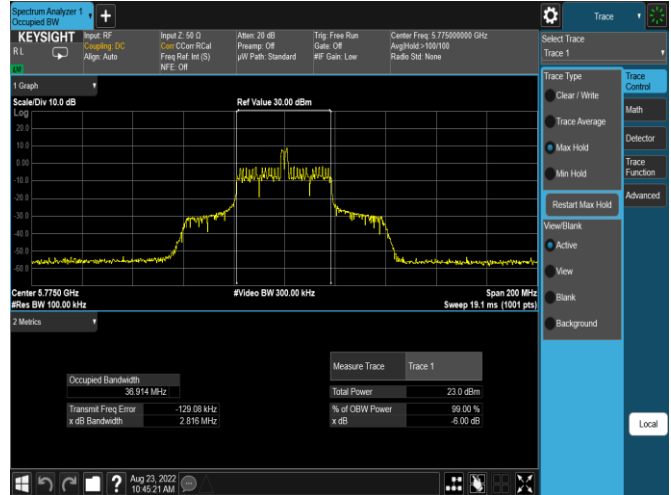 Spectrum Analyzer 1
Occupied BW
+
Trace
KEYSIGHT
RL
LXI
Input: RF
Coupling: DC
Align: Auto
Input Z: 50 Ω
Corr CCorr RCal
Freq Ref: Int (S)
NFE: Off
Atten: 20 dB
Preamp: Off
µW Path: Standard
Trig: Free Run
Gate: Off
#IF Gain: Low
Center Freq: 5.775000000 GHz
Avg|Hold:>100/100
Radio Std: None
Select Trace
Trace 1
1 Graph
Scale/Div 10.0 dB
Ref Value 30.00 dBm
Log
20.0
10.0
0.00
-10.0
-20.0
-30.0
-40.0
-50.0
-60.0
Center 5.7750 GHz
#Res BW 100.00 kHz
#Video BW 300.00 kHz
Span 200 MHz
Sweep 19.1 ms (1001 pts)
2 Metrics
Occupied Bandwidth
36.914 MHz
Transmit Freq Error -129.08 kHz
x dB Bandwidth 2.816 MHz
Measure Trace Trace 1
Total Power 23.0 dBm
% of OBW Power 99.00 %
x dB -6.00 dB
Trace Type
Clear / Write
Trace Average
Max Hold
Min Hold
Restart Max Hold
View/Blank
Active
View
Blank
Background
Trace
Control
Math
Detector
Trace
Function
Advanced
Local
?
Aug 23, 2022
10:45:21 AM